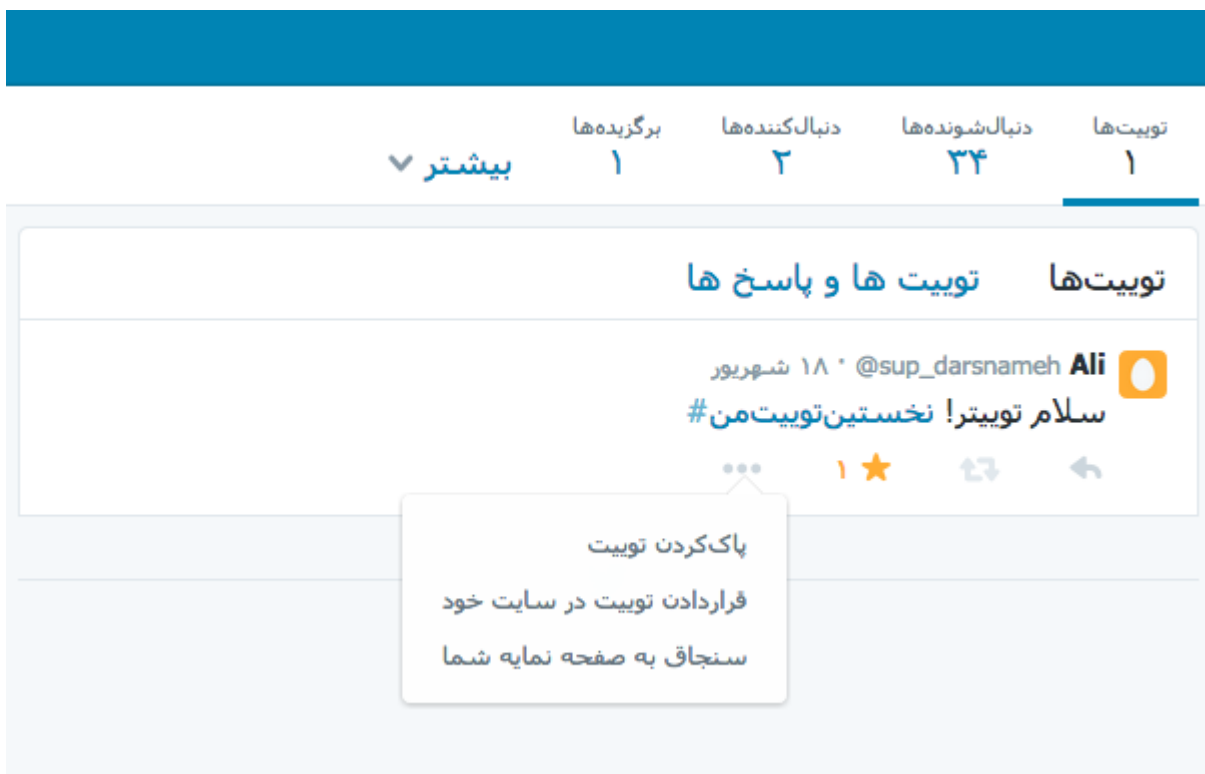 توییت‌ها دنبال‌شونده‌ها دنبال‌کننده‌ها برگزیده‌ها
۱ ۳۴ ۲ ۱ بیشتر
توییت‌ها توییت ها و پاسخ ها
Ali @sup_darsnameh · ۱۸ شهریور
سلام توییتر! #نخستین‌توییت‌من
۱
پاک‌کردن توییت
قراردادن توییت در سایت خود
سنجاق به صفحه نمایه شما